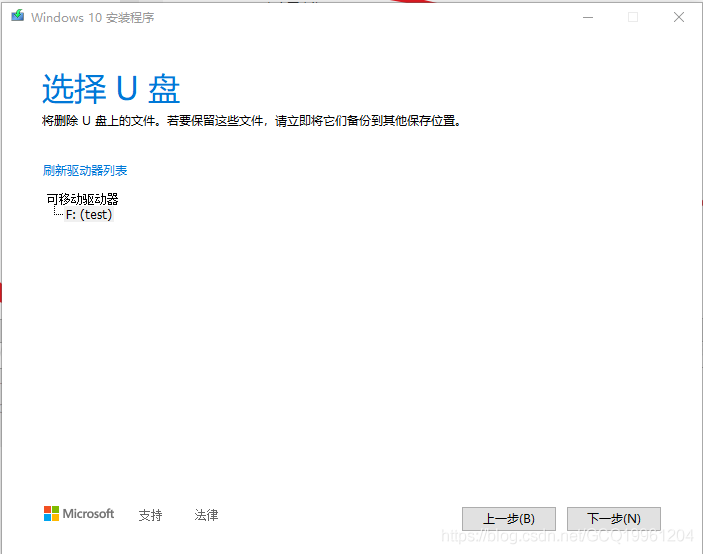 Windows 10 安装程序
选择 U 盘
将删除 U 盘上的文件。若要保留这些文件，请立即将它们备份到其他保存位置。
刷新驱动器列表
可移动驱动器
F: (test)
Microsoft 支持 法律 上一步(B) 下一步(N)
https://blog.csdn.net/GCQ19961204